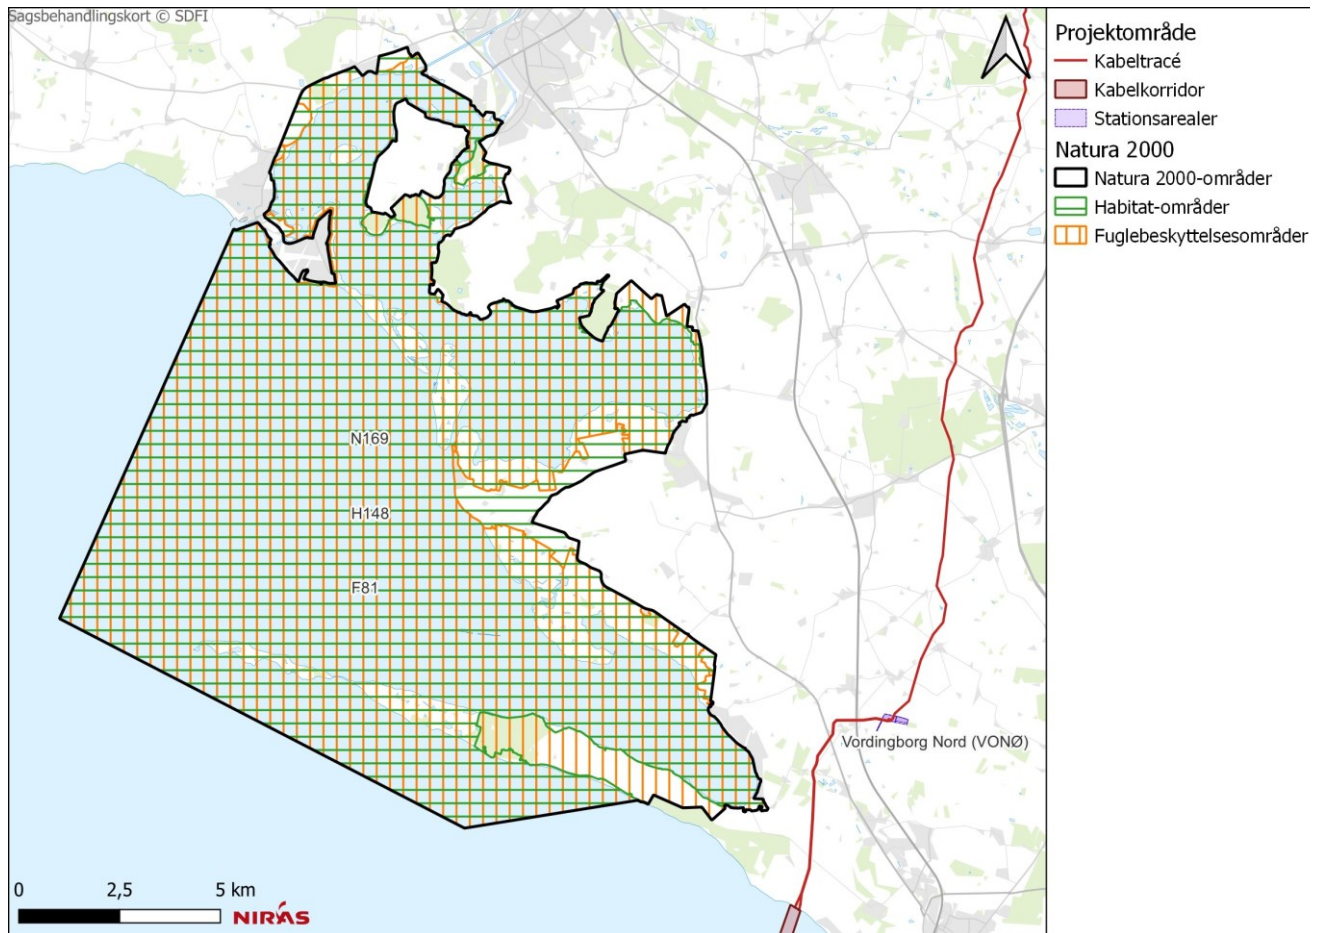 Sagsbehandlingskort © SDFI
N169
H148
F81
Vordingborg Nord (VONØ)
0 2,5 5 km
NIRAS
Projektområde
Kabeltracé
Kabelkorridor
Stationsarealer
Natura 2000
Natura 2000-områder
Habitat-områder
Fuglebeskyttelsesområder